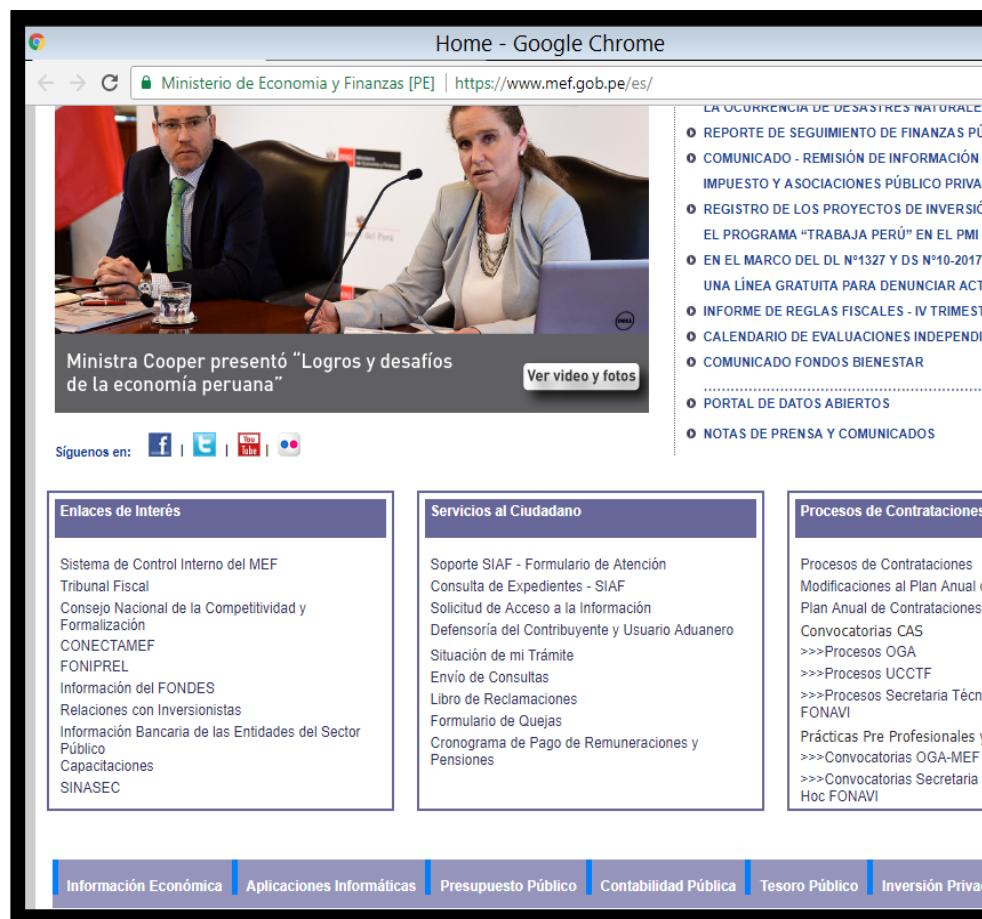 Home - Google Chrome
Ministerio de Economia y Finanzas [PE] | https://www.mef.gob.pe/es/
LA OCURRENCIA DE DESASTRES NATURALE
REPORTE DE SEGUIMIENTO DE FINANZAS PÚ
COMUNICADO - REMISIÓN DE INFORMACIÓN
IMPUESTO Y ASOCIACIONES PÚBLICO PRIVA
REGISTRO DE LOS PROYECTOS DE INVERSIÓ
EL PROGRAMA “TRABAJA PERÚ” EN EL PMI
EN EL MARCO DEL DL N°1327 Y DS N°10-2017
UNA LÍNEA GRATUITA PARA DENUNCIAR ACT
INFORME DE REGLAS FISCALES - IV TRIMEST
CALENDARIO DE EVALUACIONES INDEPENDI
COMUNICADO FONDOS BIENESTAR
PORTAL DE DATOS ABIERTOS
NOTAS DE PRENSA Y COMUNICADOS
DELL
Ministra Cooper presentó “Logros y desafíos
de la economía peruana”
Ver video y fotos
Síguenos en: f | t | You Tube |
Enlaces de Interés
Sistema de Control Interno del MEF
Tribunal Fiscal
Consejo Nacional de la Competitividad y
Formalización
CONECTAMEF
FONIPREL
Información del FONDES
Relaciones con Inversionistas
Información Bancaria de las Entidades del Sector
Público
Capacitaciones
SINASEC
Servicios al Ciudadano
Soporte SIAF - Formulario de Atención
Consulta de Expedientes - SIAF
Solicitud de Acceso a la Información
Defensoría del Contribuyente y Usuario Aduanero
Situación de mi Trámite
Envío de Consultas
Libro de Reclamaciones
Formulario de Quejas
Cronograma de Pago de Remuneraciones y
Pensiones
Procesos de Contrataciones
Procesos de Contrataciones
Modificaciones al Plan Anual
Plan Anual de Contrataciones
Convocatorias CAS
>>>Procesos OGA
>>>Procesos UCCTF
>>>Procesos Secretaria Técn
FONAVI
Prácticas Pre Profesionales y
>>>Convocatorias OGA-MEF
>>>Convocatorias Secretaria
Hoc FONAVI
Información Económica Aplicaciones Informáticas Presupuesto Público Contabilidad Pública Tesoro Público Inversión Priva